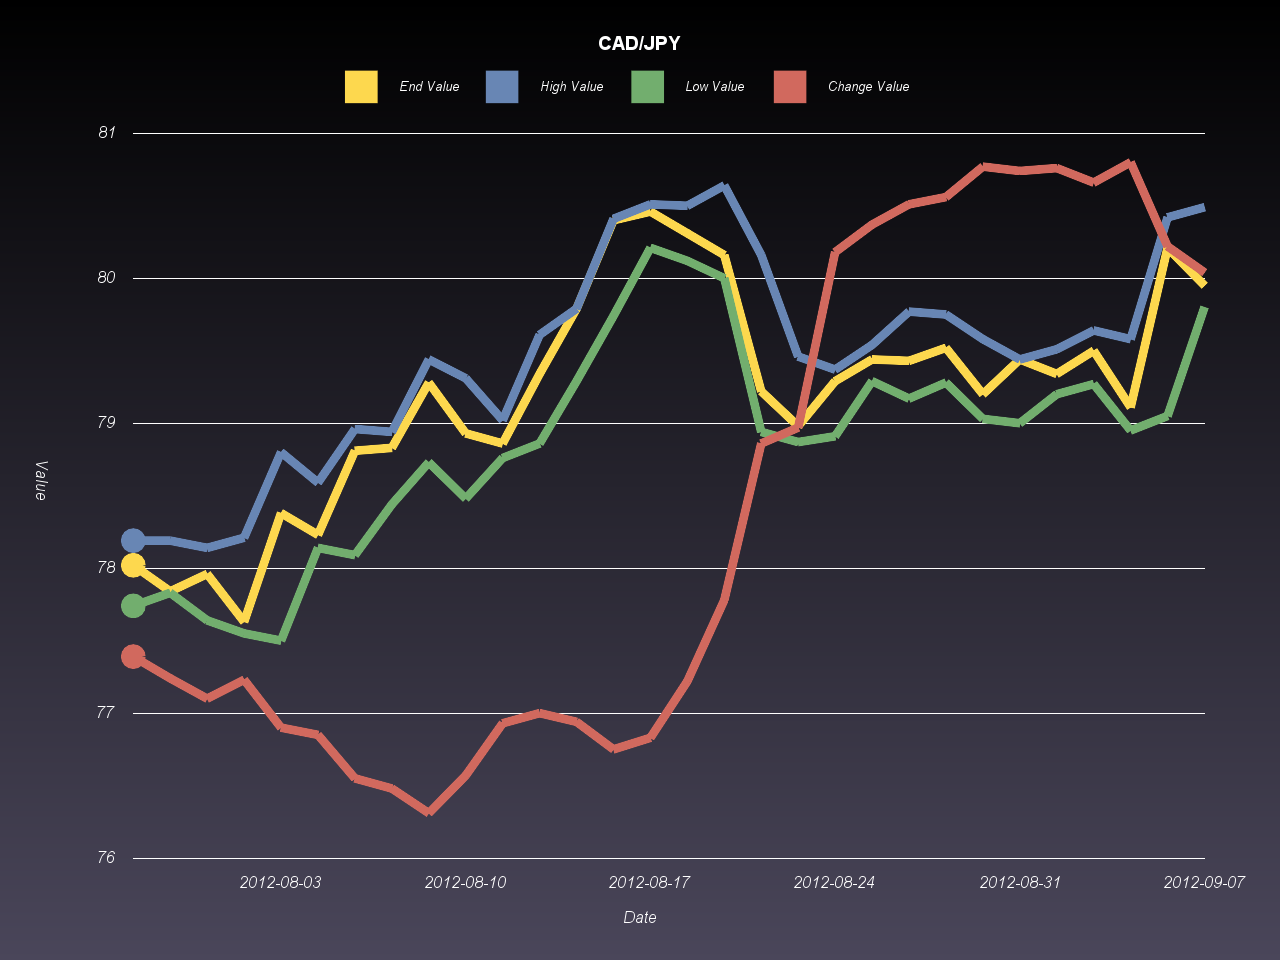 CAD/JPY
End Value High Value Low Value Change Value
81
80
79
78
77
76
Value
2012-08-03 2012-08-10 2012-08-17 2012-08-24 2012-08-31 2012-09-07
Date